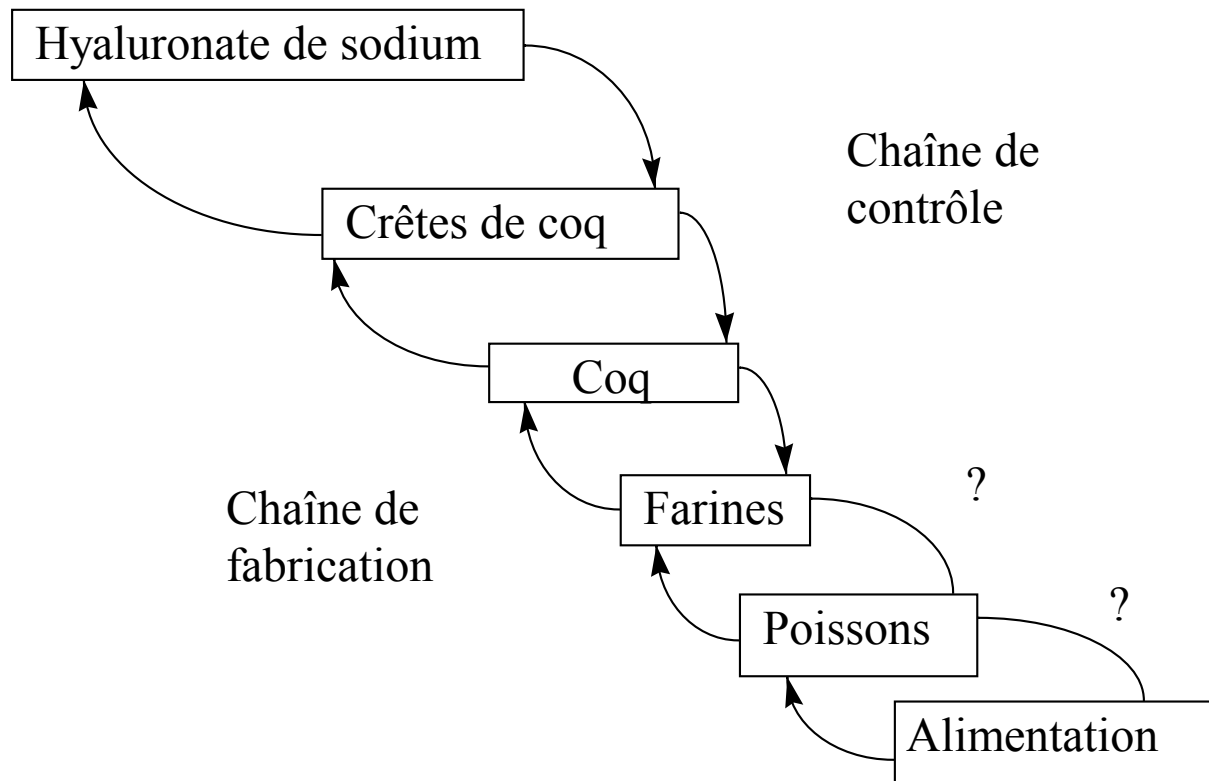 Hyaluronate de sodium
Chaîne de
contrôle
Crêtes de coq
Coq
?
Farines
Chaîne de
fabrication
?
Poissons
Alimentation